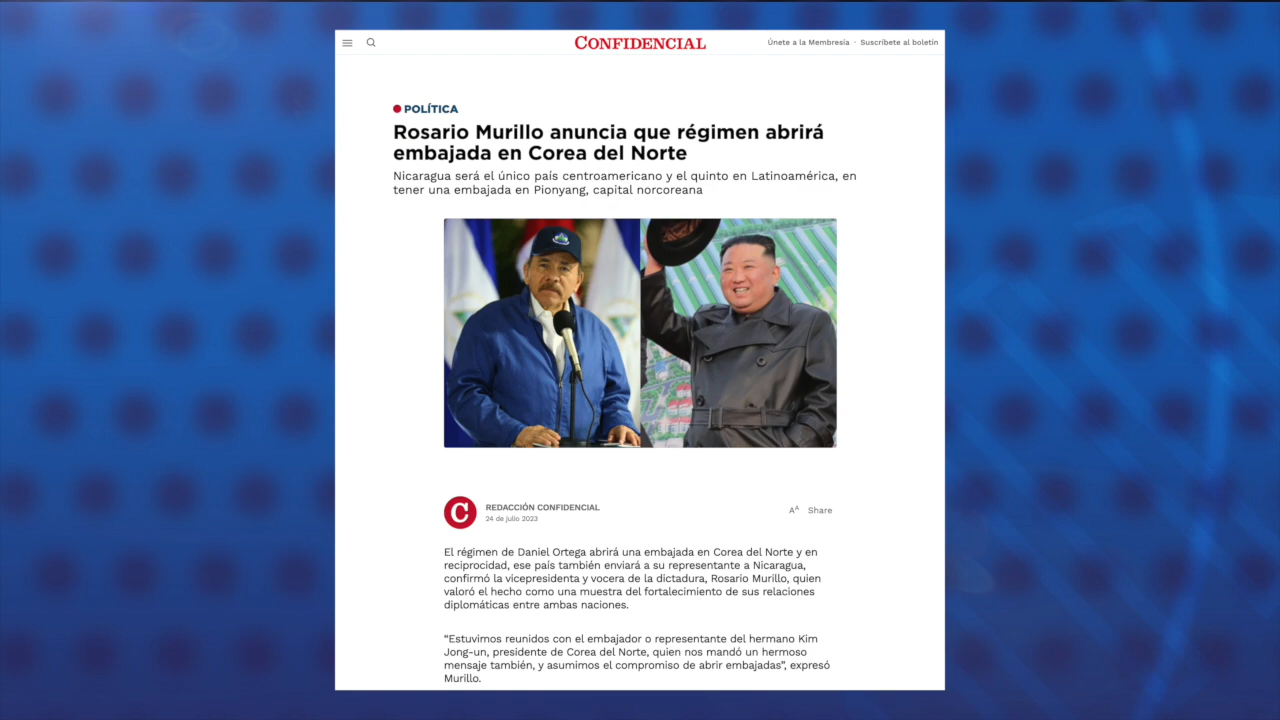 CONFIDENCIAL
Únete a la Membresía · Suscríbete al boletín
POLÍTICA
Rosario Murillo anuncia que régimen abrirá
embajada en Corea del Norte
Nicaragua será el único país centroamericano y el quinto en Latinoamérica, en
tener una embajada en Pionyang, capital norcoreana
C
REDACCIÓN CONFIDENCIAL
24 de julio 2023
AA Share
El régimen de Daniel Ortega abrirá una embajada en Corea del Norte y en
reciprocidad, ese país también enviará a su representante a Nicaragua,
confirmó la vicepresidenta y vocera de la dictadura, Rosario Murillo, quien
valoró el hecho como una muestra del fortalecimiento de sus relaciones
diplomáticas entre ambas naciones.
“Estuvimos reunidos con el embajador o representante del hermano Kim
Jong-un, presidente de Corea del Norte, quien nos mandó un hermoso
mensaje también, y asumimos el compromiso de abrir embajadas”, expresó
Murillo.